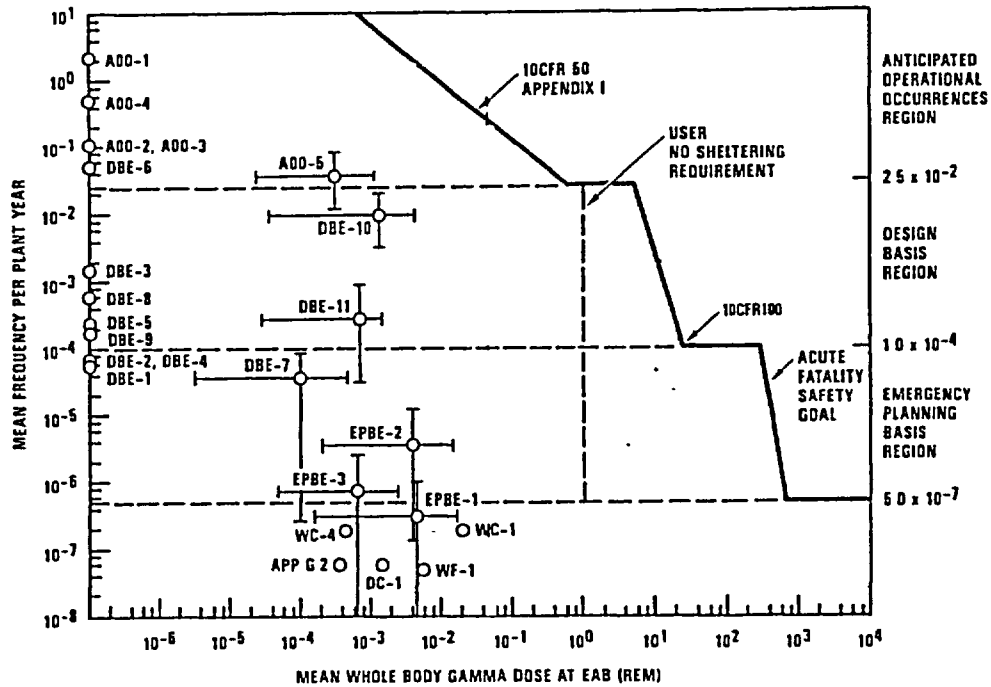 10¹
10⁰
10⁻¹
10⁻²
10⁻³
10⁻⁴
10⁻⁵
10⁻⁶
10⁻⁷
10⁻⁸
MEAN FREQUENCY PER PLANT YEAR
AOO-1
AOO-4
AOO-2, AOO-3
DBE-6
DBE-3
DBE-8
DBE-5
DBE-9
DBE-2, DBE-4
DBE-1
AOO-5
DBE-10
DBE-11
DBE-7
EPBE-2
EPBE-3
EPBE-1
WC-4
WC-1
APP G 2
DC-1
WF-1
10CFR 50
APPENDIX I
USER
NO SHELTERING
REQUIREMENT
10CFR100
ACUTE
FATALITY
SAFETY
GOAL
ANTICIPATED
OPERATIONAL
OCCURRENCES
REGION
2 5 x 10⁻²
DESIGN
BASIS
REGION
1 0 x 10⁻⁴
EMERGENCY
PLANNING
BASIS
REGION
5 0 x 10⁻⁷
10⁻⁶
10⁻⁵
10⁻⁴
10⁻³
10⁻²
10⁻¹
10⁰
10¹
10²
10³
10⁴
MEAN WHOLE BODY GAMMA DOSE AT EAB (REM)